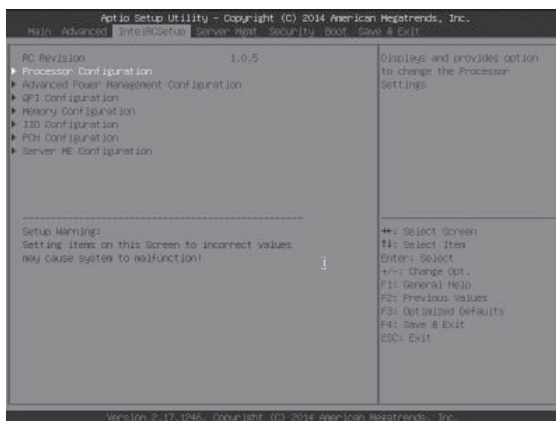 Aptio Setup Utility - Copyright (C) 2014 American Megatrends, Inc.
Main Advanced IntelRCSetup Server Mgmt Security Boot Save & Exit
RC Revision 1.0.5
Processor Configuration
Advanced Power Management Configuration
QPI Configuration
Memory Configuration
IIO Configuration
PCH Configuration
Server ME Configuration
Setup Warning:
Setting items on this Screen to incorrect values
may cause system to malfunction!
Displays and provides option
to change the Processor
Settings
↔: Select Screen
↑↓: Select Item
Enter: Select
+/-: Change Opt.
F1: General Help
F2: Previous Values
F3: Optimized Defaults
F4: Save & Exit
ESC: Exit
Version 2.17.1246. Copyright (C) 2014 American Megatrends, Inc.